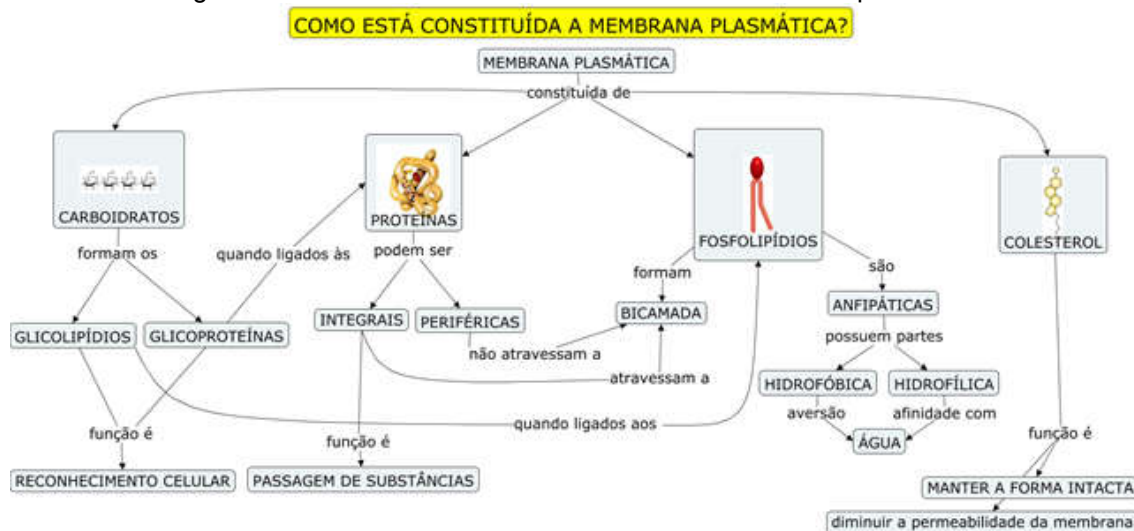 COMO ESTÁ CONSTITUÍDA A MEMBRANA PLASMÁTICA?
MEMBRANA PLASMÁTICA
constituída de
CARBOIDRATOS
PROTEÍNAS
FOSFOLIPÍDIOS
COLESTEROL
formam os
quando ligados às
podem ser
formam
são
GLICOLIPÍDIOS
GLICOPROTEÍNAS
INTEGRAIS
PERIFÉRICAS
BICAMADA
ANFIPÁTICAS
não atravessam a
atravessam a
possuem partes
HIDROFÓBICA
HIDROFÍLICA
aversão
afinidade com
quando ligados aos
ÁGUA
função é
função é
função é
RECONHECIMENTO CELULAR
PASSAGEM DE SUBSTÂNCIAS
MANTER A FORMA INTACTA
diminuir a permeabilidade da membrana